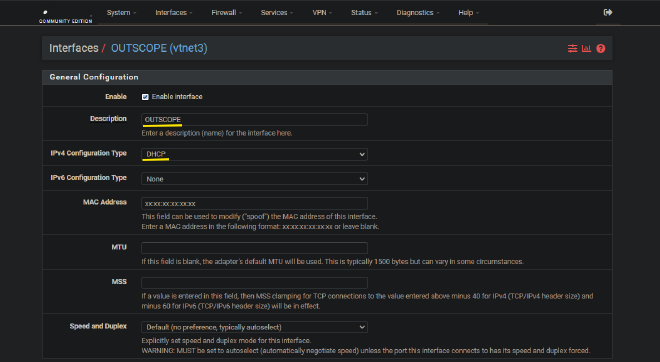 System Interfaces Firewall Services VPN Status Diagnostics Help
COMMUNITY EDITION
Interfaces / OUTSCOPE (vtnet3)
General Configuration
Enable Enable interface
Description OUTSCOPE
Enter a description (name) for the interface here.
IPv4 Configuration Type DHCP
IPv6 Configuration Type None
MAC Address xx:xx:xx:xx:xx:xx
This field can be used to modify ("spoof") the MAC address of this interface.
Enter a MAC address in the following format: xx:xx:xx:xx:xx:xx or leave blank.
MTU
If this field is blank, the adapter's default MTU will be used. This is typically 1500 bytes but can vary in some circumstances.
MSS
If a value is entered in this field, then MSS clamping for TCP connections to the value entered above minus 40 for IPv4 (TCP/IPv4 header size) and
minus 60 for IPv6 (TCP/IPv6 header size) will be in effect.
Speed and Duplex Default (no preference, typically autoselect)
Explicitly set speed and duplex mode for this interface.
WARNING: MUST be set to autoselect (automatically negotiate speed) unless the port this interface connects to has its speed and duplex forced.